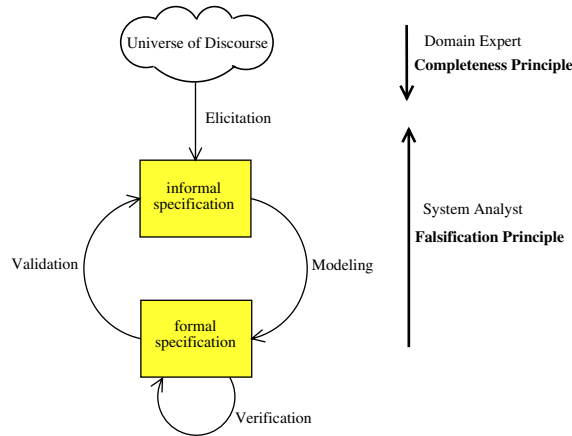 Universe of Discourse
Domain Expert
Completeness Principle
Elicitation
informal
specification
System Analyst
Falsification Principle
Validation
Modeling
formal
specification
Verification